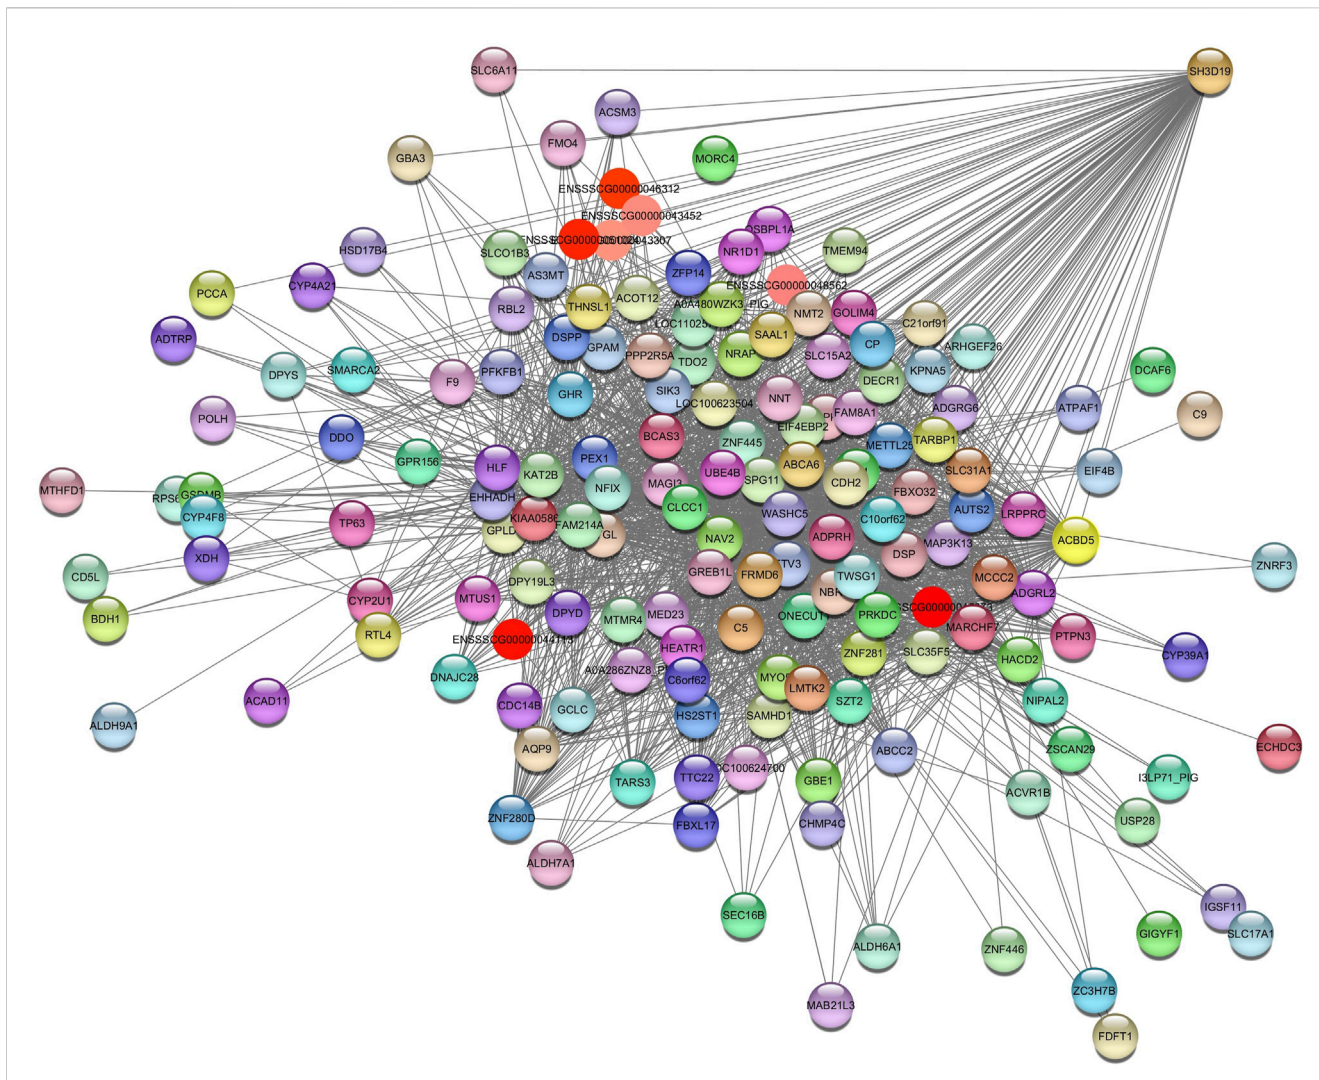 SLC6A11
SH3D19
ACSM3
FMO4
MORC4
GBA3
ENSSSCG00000046312
ENSSSCG00000043452
OSBPL1A
HSD17B4
SLCO1B3
NR1D1
TMEM94
AS3MT
ZFP14
ENSSSCG00000048562
PCCA
CYP4A21
ACOT12
A0A480WZK3_PIG
THNSL1
RBL2
NMT2
GOLIM4
C21orf91
ADTRP
DSPP
GPAM
SAAL1
CP
ARHGEF26
PPP2R5A
TDO2
NRAP
SLC15A2
DPYS
SMARCA2
F9
PFKFB1
KPNA5
DCAF6
DECR1
GHR
SIK3
LOC100623504
NNT
ADGRG6
ATPAF1
C9
POLH
DDO
FAM8A1
EIF4EBP2
BCAS3
ZNF445
METTL25
TARBP1
GPR156
HLF
KAT2B
PEX1
UBE4B
ABCA6
SLC31A1
EIF4B
MTHFD1
GSDMB
EHHADH
NFIX
MAGI3
SPG11
CDH2
FBXO32
CYP4F8
TP63
CLCC1
WASHC5
C10orf62
AUTS2
LRPPRC
FAM214A
NAV2
ADPRH
MAP3K13
ACBD5
XDH
DSP
CD5L
GREB1L
FRMD6
TWSG1
MCCC2
ZNRF3
DPY19L3
ADGRL2
BDH1
CYP2U1
MTUS1
DPYD
MTMR4
MED23
C5
ONECUT1
PRKDC
MARCHF7
RTL4
ENSSSCG00000044113
HEATR1
ZNF281
SLC35F5
PTPN3
CYP39A1
DNAJC28
C6orf62
HACD2
ACAD11
LMTK2
CDC14B
GCLC
HS2ST1
SAMHD1
SZT2
NIPAL2
ALDH9A1
AQP9
ABCC2
ZSCAN29
ECHDC3
TARS3
TTC22
GBE1
ACVR1B
I3LP71_PIG
ZNF280D
FBXL17
CHMP4C
USP28
ALDH7A1
SEC16B
IGSF11
GIGYF1
SLC17A1
ALDH6A1
ZNF446
ZC3H7B
MAB21L3
FDFT1